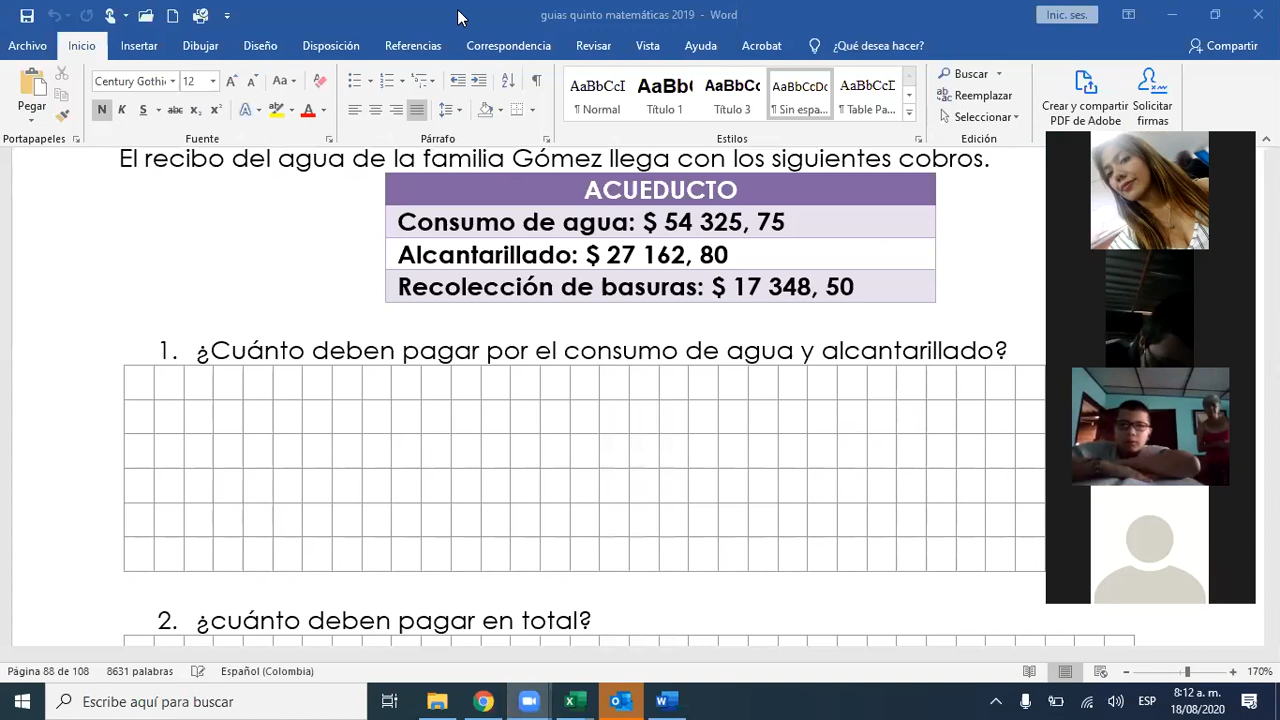 guias quinto matemáticas 2019 - Word
Inic. ses.
Archivo Inicio Insertar Dibujar Diseño Disposición Referencias Correspondencia Revisar Vista Ayuda Acrobat ¿Qué desea hacer? Compartir
Pegar
Century Gothi 12
N K S abc x₂ x²
AaBbCcI AaBb( AaBbCc AaBbCcDc AaBbCcI
¶ Normal Título 1 Título 3 ¶ Sin espa... ¶ Table Pa...
Buscar
Reemplazar
Seleccionar
Crear y compartir PDF de Adobe
Solicitar firmas
Portapapeles Fuente Párrafo Estilos Edición
El recibo del agua de la familia Gómez llega con los siguientes cobros.
ACUEDUCTO
Consumo de agua: $ 54 325, 75
Alcantarillado: $ 27 162, 80
Recolección de basuras: $ 17 348, 50
1. ¿Cuánto deben pagar por el consumo de agua y alcantarillado?
2. ¿cuánto deben pagar en total?
Página 88 de 108 8631 palabras Español (Colombia) 170%
Escribe aquí para buscar
ESP
8:12 a. m.
18/08/2020